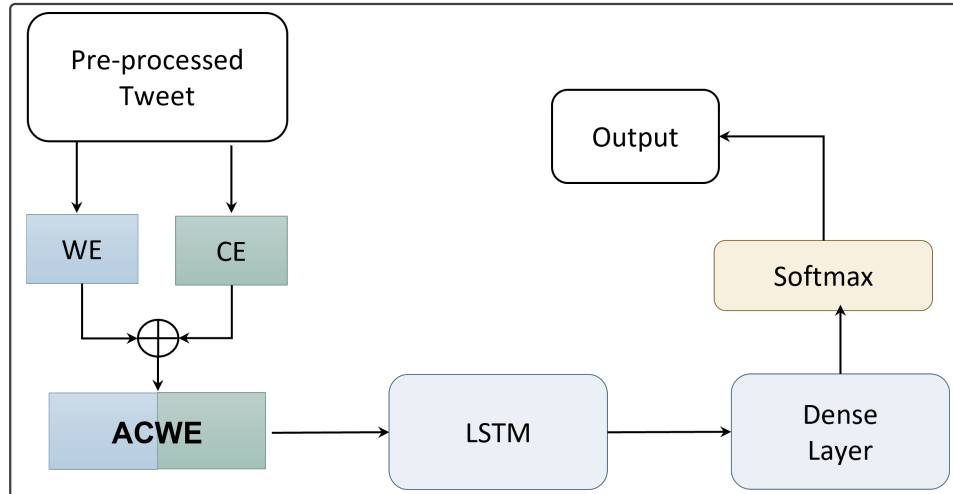 Pre-processed
Tweet
WE
CE
ACWE
LSTM
Dense
Layer
Softmax
Output